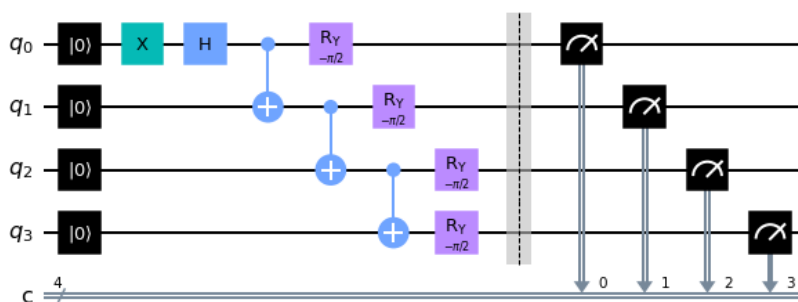 q0 |0⟩ X H RY −π/2
q1 |0⟩ RY −π/2
q2 |0⟩ RY −π/2
q3 |0⟩ RY −π/2
c 4 0 1 2 3